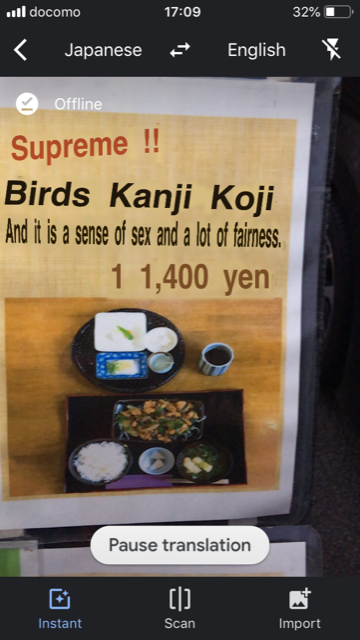 docomo 17:09 32%
Japanese English
Offline
Supreme !!
Birds Kanji Koji
And it is a sense of sex and a lot of fairness.
1 1,400 yen
Pause translation
Instant Scan Import